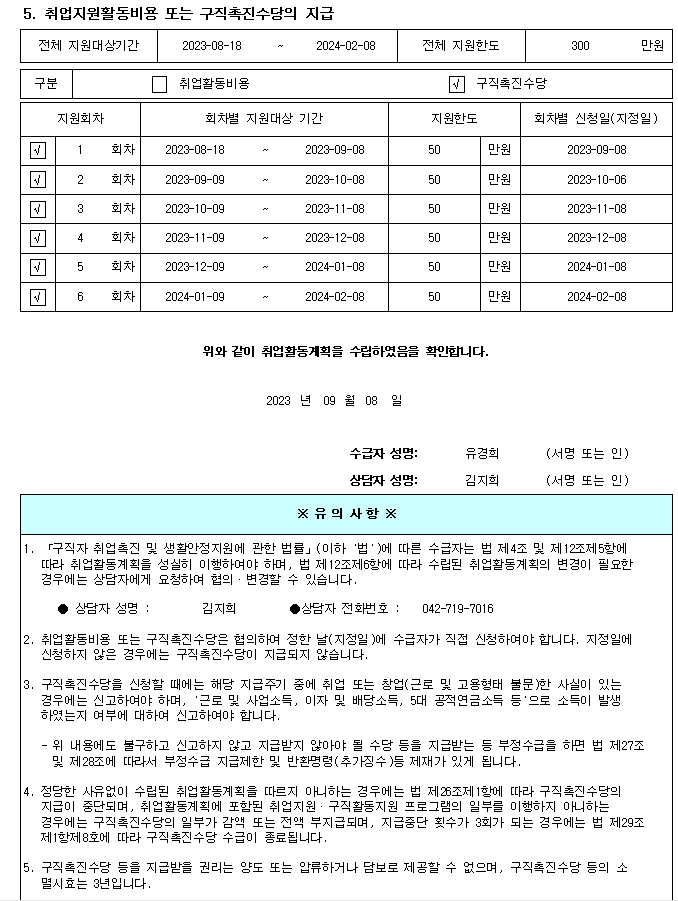 5. 취업지원활동비용 또는 구직촉진수당의 지급
전체 지원대상기간 2023-08-18 ~ 2024-02-08 전체 지원한도 300 만원
구분 취업활동비용 √ 구직촉진수당
지원회차 회차별 지원대상 기간 지원한도 회차별 신청일(지정일)
√ 1 회차 2023-08-18 ~ 2023-09-08 50 만원 2023-09-08
√ 2 회차 2023-09-09 ~ 2023-10-08 50 만원 2023-10-06
√ 3 회차 2023-10-09 ~ 2023-11-08 50 만원 2023-11-08
√ 4 회차 2023-11-09 ~ 2023-12-08 50 만원 2023-12-08
√ 5 회차 2023-12-09 ~ 2024-01-08 50 만원 2024-01-08
√ 6 회차 2024-01-09 ~ 2024-02-08 50 만원 2024-02-08
위와 같이 취업활동계획을 수립하였음을 확인합니다.
2023 년 09 월 08 일
수급자 성명: 유경희 (서명 또는 인)
상담자 성명: 김지희 (서명 또는 인)
※ 유 의 사 항 ※
1. 「구직자 취업촉진 및 생활안정지원에 관한 법률」(이하 '법')에 따른 수급자는 법 제4조 및 제12조제5항에
따라 취업활동계획을 성실히 이행하여야 하며, 법 제12조제6항에 따라 수립된 취업활동계획의 변경이 필요한
경우에는 상담자에게 요청하여 협의·변경할 수 있습니다.
● 상담자 성명 : 김지희 ●상담자 전화번호 : 042-719-7016
2. 취업활동비용 또는 구직촉진수당은 협의하여 정한 날(지정일)에 수급자가 직접 신청하여야 합니다. 지정일에
신청하지 않은 경우에는 구직촉진수당이 지급되지 않습니다.
3. 구직촉진수당을 신청할 때에는 해당 지급주기 중에 취업 또는 창업(근로 및 고용형태 불문)한 사실이 있는
경우에는 신고하여야 하며, '근로 및 사업소득, 이자 및 배당소득, 5대 공적연금소득 등'으로 소득이 발생
하였는지 여부에 대하여 신고하여야 합니다.
- 위 내용에도 불구하고 신고하지 않고 지급받지 않아야 될 수당 등을 지급받는 등 부정수급을 하면 법 제27조
및 제28조에 따라서 부정수급 지급제한 및 반환명령(추가징수)등 제재가 있게 됩니다.
4. 정당한 사유없이 수립된 취업활동계획을 따르지 아니하는 경우에는 법 제26조제1항에 따라 구직촉진수당의
지급이 중단되며, 취업활동계획에 포함된 취업지원·구직활동지원 프로그램의 일부를 이행하지 아니하는
경우에는 구직촉진수당의 일부가 감액 또는 전액 부지급되며, 지급중단 횟수가 3회가 되는 경우에는 법 제29조
제1항제8호에 따라 구직촉진수당 수급이 종료됩니다.
5. 구직촉진수당 등을 지급받을 권리는 양도 또는 압류하거나 담보로 제공할 수 없으며, 구직촉진수당 등의 소
멸시효는 3년입니다.